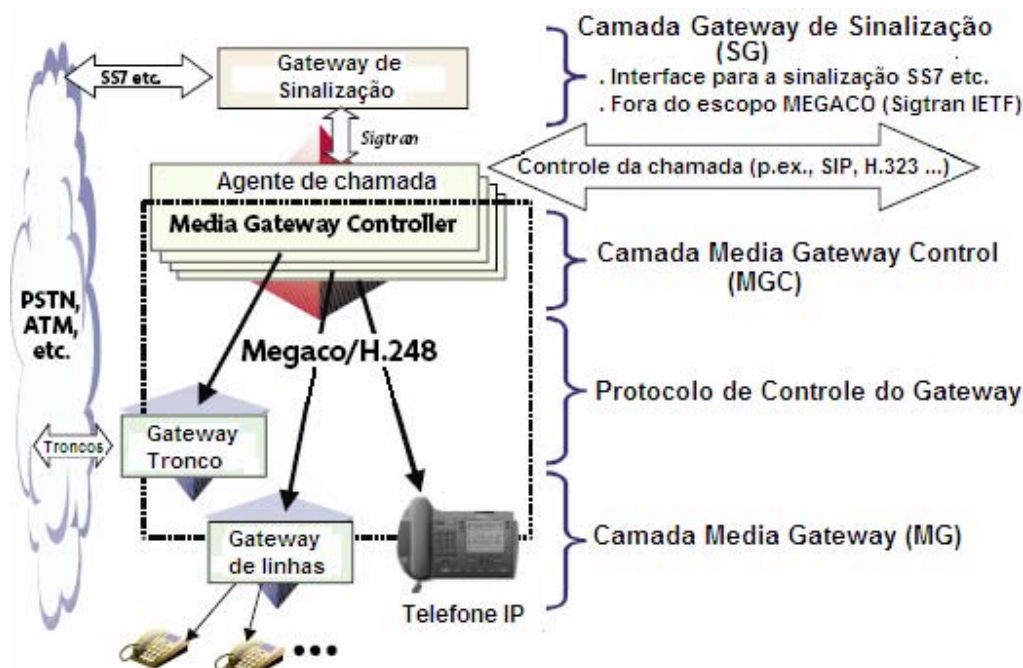 Camada Gateway de Sinalização
(SG)
. Interface para a sinalização SS7 etc.
. Fora do escopo MEGACO (Sigtran IETF)
SS7 etc.
Gateway de
Sinalização
Sigtran
Controle da chamada (p.ex., SIP, H.323 ...)
Agente de chamada
Media Gateway Controller
Camada Media Gateway Control
(MGC)
PSTN,
ATM,
etc.
Megaco/H.248
Protocolo de Controle do Gateway
Troncos
Gateway
Tronco
Camada Media Gateway (MG)
Gateway
de linhas
Telefone IP